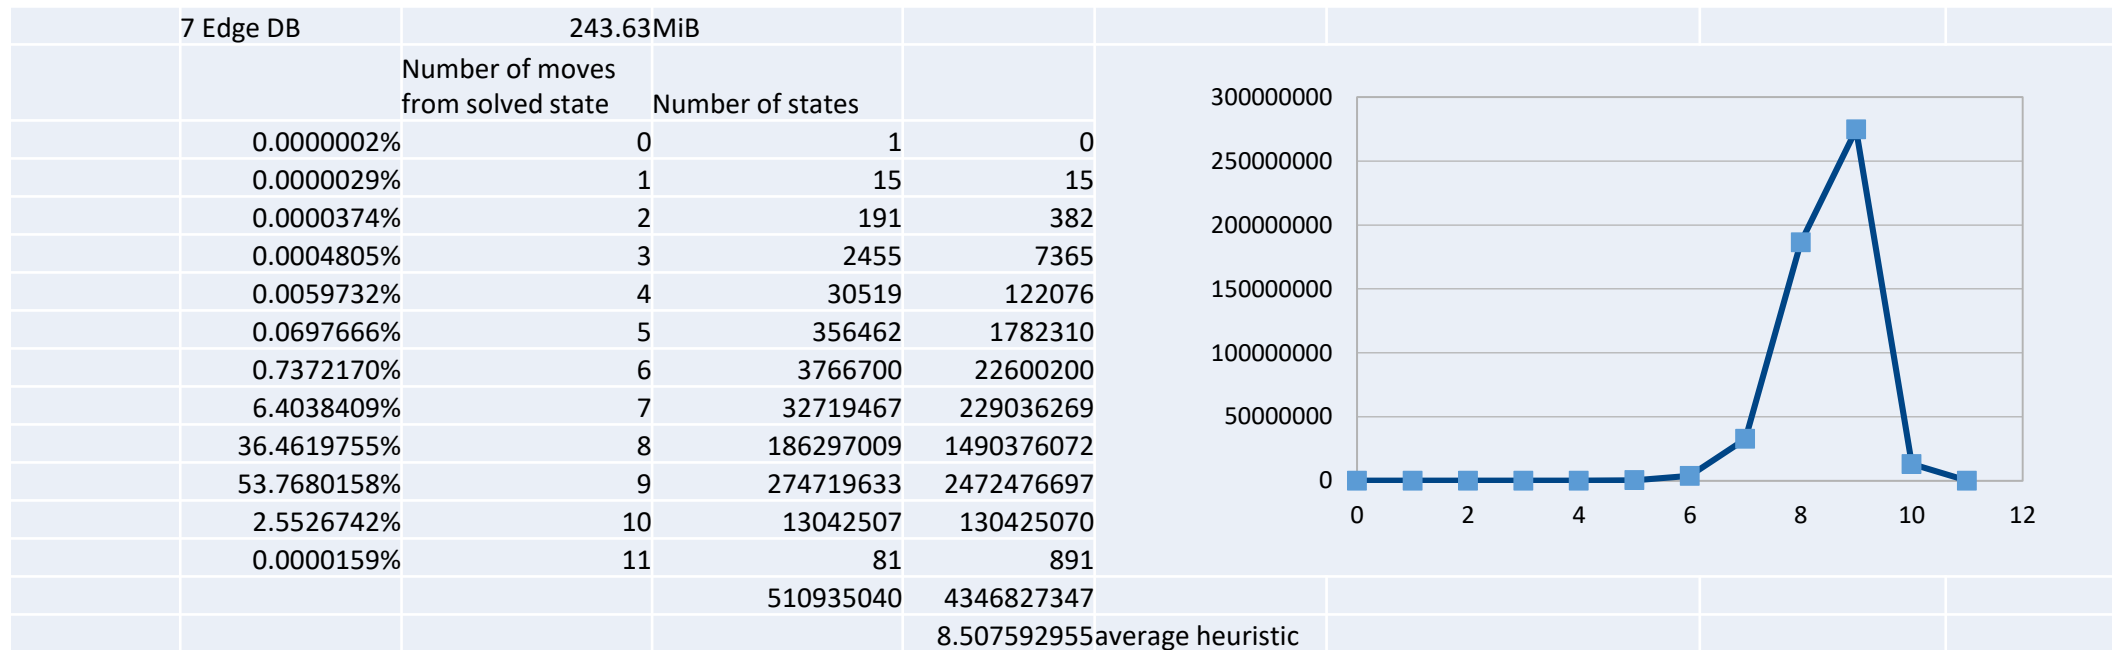 7 Edge DB 243.63 MiB
Number of moves
from solved state Number of states
0.0000002% 0 1 0
0.0000029% 1 15 15
0.0000374% 2 191 382
0.0004805% 3 2455 7365
0.0059732% 4 30519 122076
0.0697666% 5 356462 1782310
0.7372170% 6 3766700 22600200
6.4038409% 7 32719467 229036269
36.4619755% 8 186297009 1490376072
53.7680158% 9 274719633 2472476697
2.5526742% 10 13042507 130425070
0.0000159% 11 81 891
510935040 4346827347
8.507592955 average heuristic
300000000
250000000
200000000
150000000
100000000
50000000
0
0 2 4 6 8 10 12